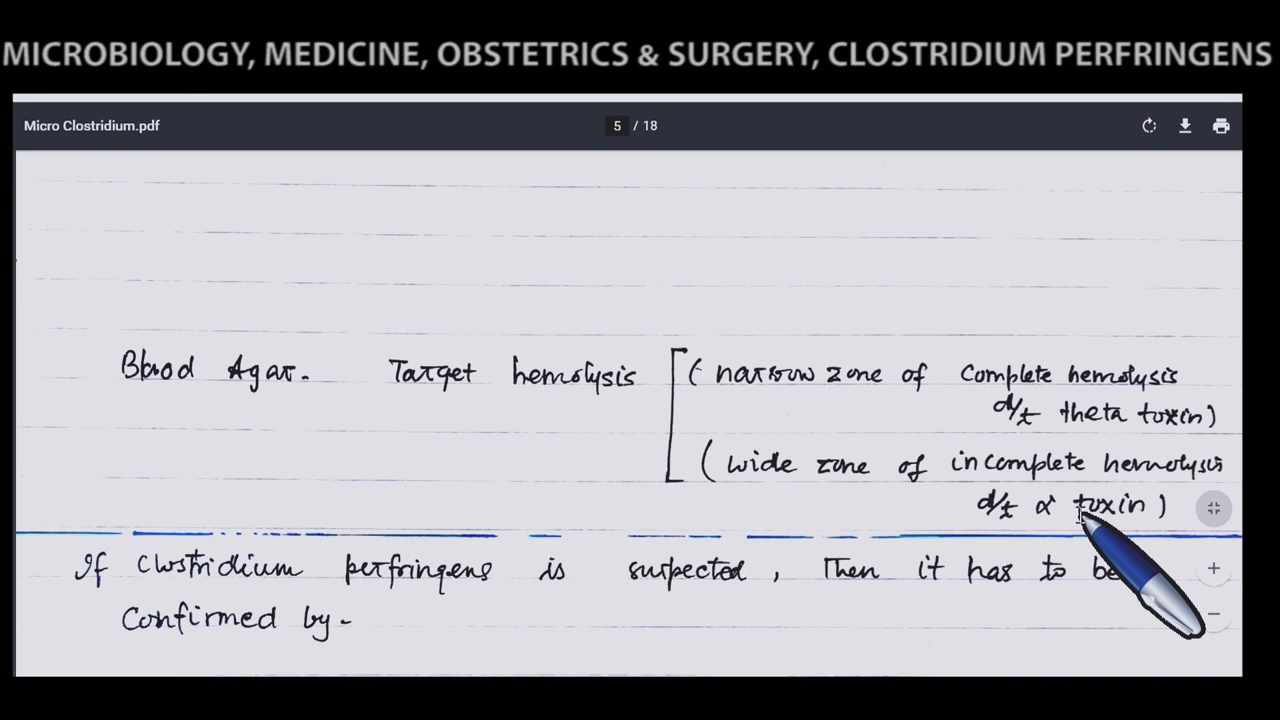 MICROBIOLOGY, MEDICINE, OBSTETRICS & SURGERY, CLOSTRIDIUM PERFRINGENS
Micro Clostridium.pdf 5 / 18
Blood Agar. Target hemolysis [ ( narrow zone of complete hemolysis
d/t theta toxin)
( wide zone of incomplete hemolysis
d/t α toxin )
If Clostridium perfringens is suspected, Then it has to be
Confirmed by.